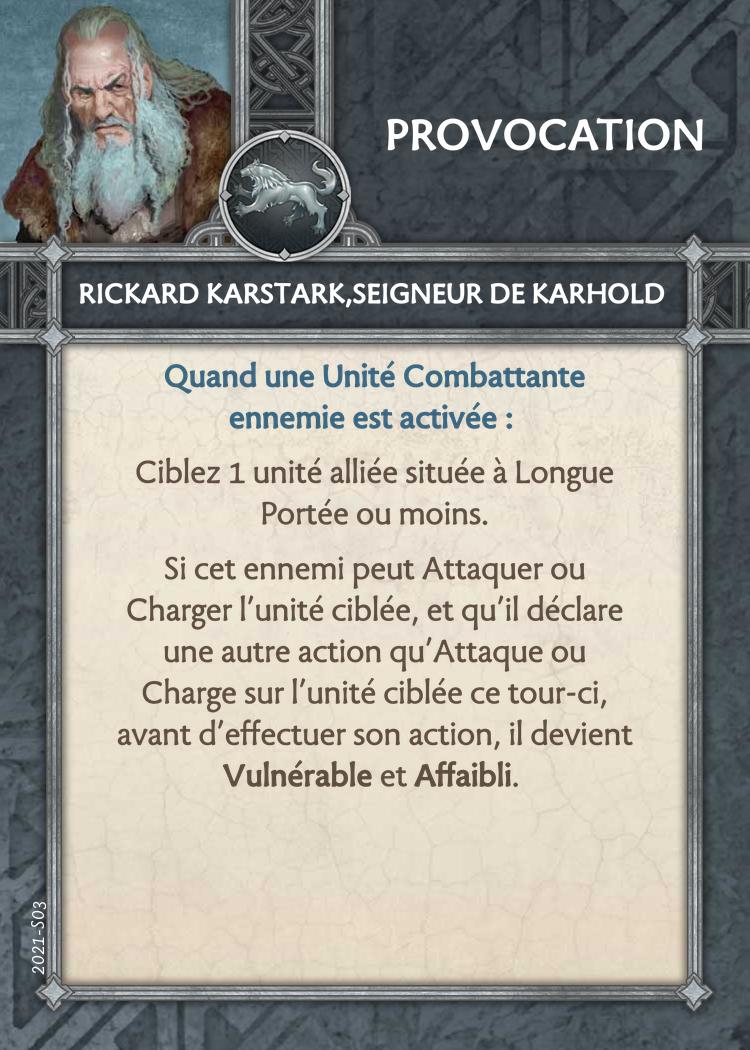 PROVOCATION
RICKARD KARSTARK,SEIGNEUR DE KARHOLD
Quand une Unité Combattante
ennemie est activée :
Ciblez 1 unité alliée située à Longue
Portée ou moins.
Si cet ennemi peut Attaquer ou
Charger l'unité ciblée, et qu'il déclare
une autre action qu'Attaque ou
Charge sur l'unité ciblée ce tour-ci,
avant d'effectuer son action, il devient
Vulnérable et Affaibli.
2021-S03